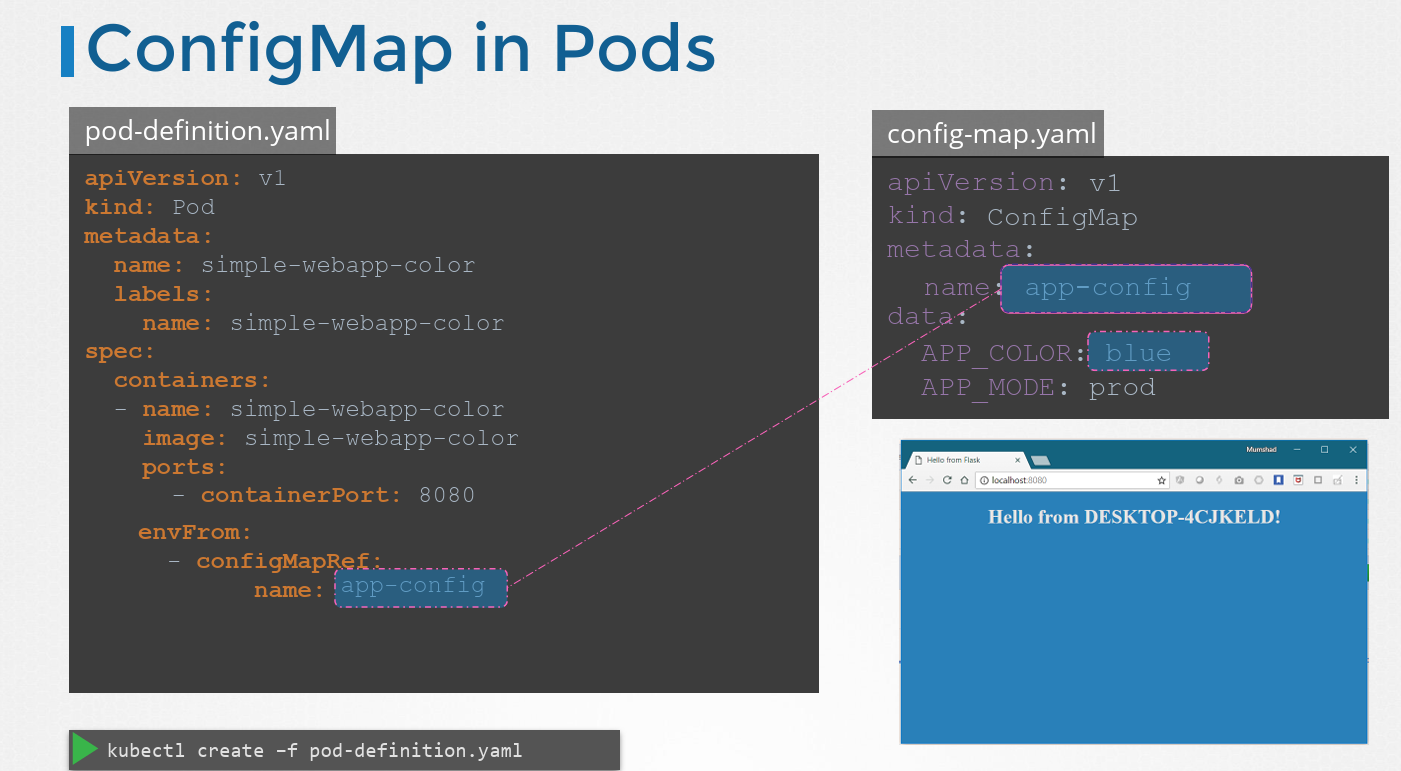 ConfigMap in Pods
pod-definition.yaml
apiVersion: v1
kind: Pod
metadata:
  name: simple-webapp-color
  labels:
    name: simple-webapp-color
spec:
  containers:
  - name: simple-webapp-color
    image: simple-webapp-color
    ports:
      - containerPort: 8080
    envFrom:
      - configMapRef:
            name: app-config
kubectl create –f pod-definition.yaml
config-map.yaml
apiVersion: v1
kind: ConfigMap
metadata:
  name: app-config
data:
  APP_COLOR: blue
  APP_MODE: prod
Mumshad
Hello from Flask
localhost:8080
Hello from DESKTOP-4CJKELD!